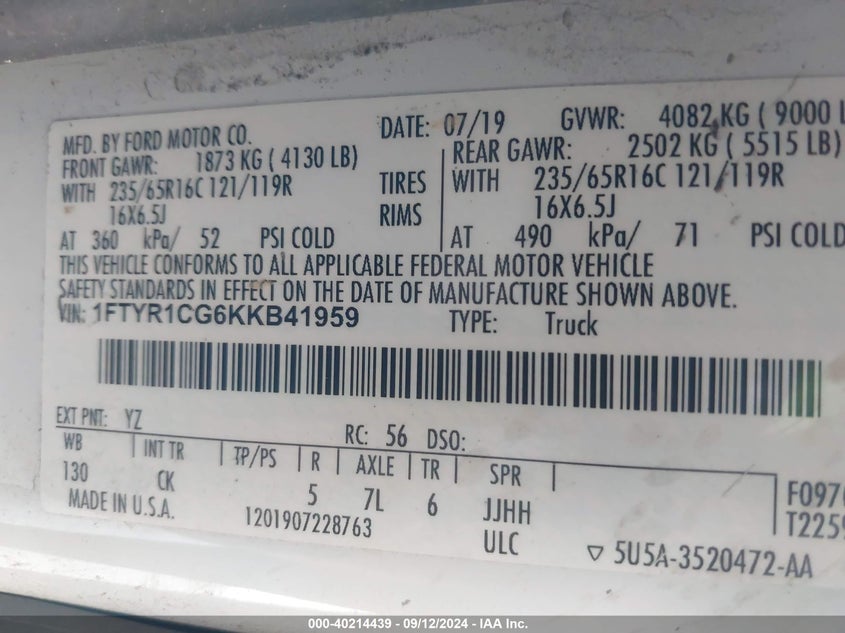 MFD. BY FORD MOTOR CO. DATE: 07/19 GVWR: 4082 KG ( 9000 L
FRONT GAWR: 1873 KG ( 4130 LB) REAR GAWR: 2502 KG ( 5515 LB)
WITH 235/65R16C 121/119R TIRES WITH 235/65R16C 121/119R
16X6.5J RIMS 16X6.5J
AT 360 kPa/ 52 PSI COLD AT 490 kPa/ 71 PSI COLD
THIS VEHICLE CONFORMS TO ALL APPLICABLE FEDERAL MOTOR VEHICLE
SAFETY STANDARDS IN EFFECT ON THE DATE OF MANUFACTURE SHOWN ABOVE.
VIN: 1FTYR1CG6KKB41959 TYPE: Truck
EXT PNT: YZ RC: 56 DSO:
WB INT TR TP/PS R AXLE TR SPR
130 CK 5 7L 6 JJHH F097
MADE IN U.S.A. 1201907228763 ULC T2259
5U5A-3520472-AA
000-40214439 - 09/12/2024 - IAA Inc.